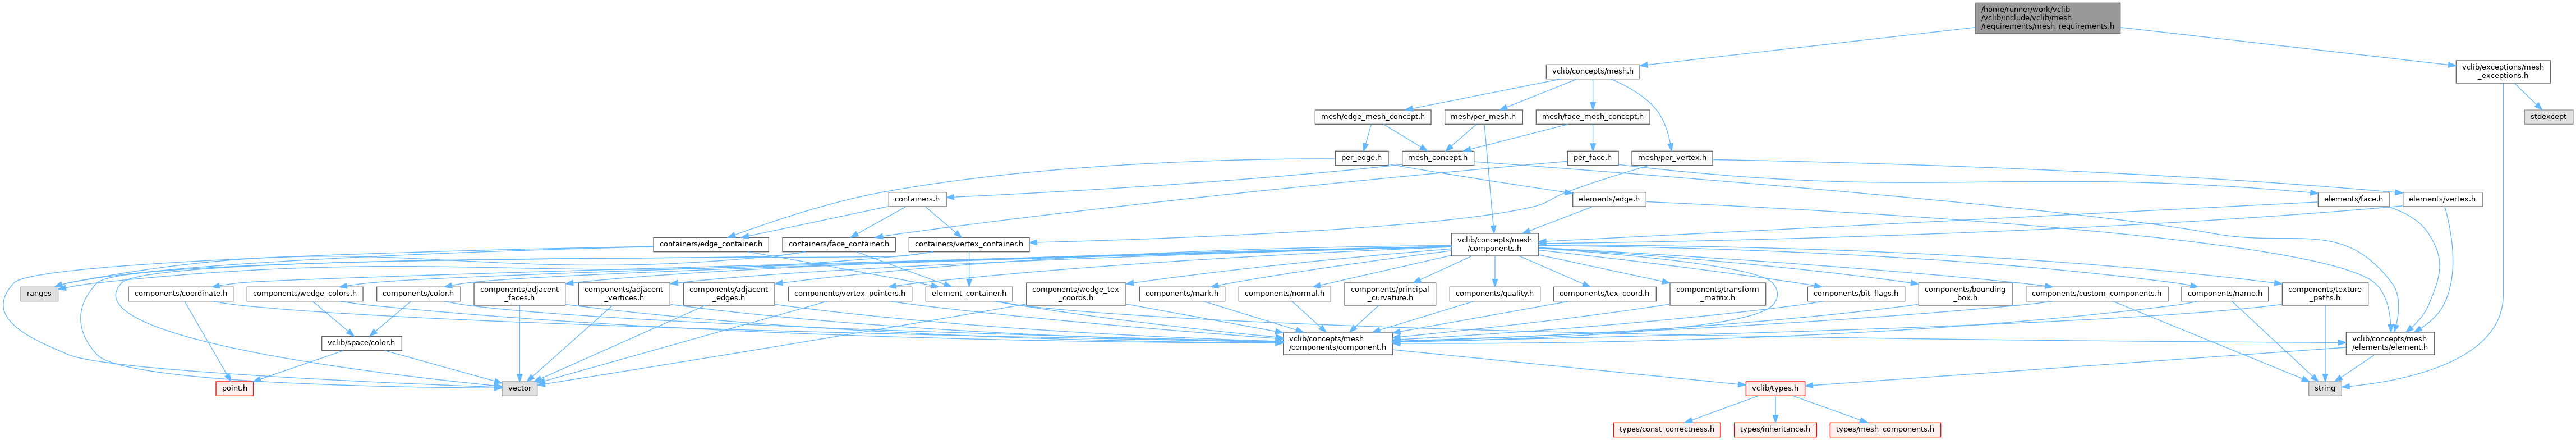 /home/runner/work/vclib
/vclib/include/vclib/mesh
/requirements/mesh_requirements.h
vclib/concepts/mesh.h
vclib/exceptions/mesh
_exceptions.h
mesh/edge_mesh_concept.h
mesh/per_mesh.h
mesh/face_mesh_concept.h
stdexcept
per_edge.h
mesh_concept.h
per_face.h
mesh/per_vertex.h
containers.h
elements/edge.h
elements/face.h
elements/vertex.h
containers/edge_container.h
containers/face_container.h
containers/vertex_container.h
vclib/concepts/mesh
/components.h
ranges
components/coordinate.h
components/wedge_colors.h
components/color.h
components/adjacent
_faces.h
components/adjacent
_vertices.h
components/adjacent
_edges.h
components/vertex_pointers.h
element_container.h
components/wedge_tex
_coords.h
components/mark.h
components/normal.h
components/principal
_curvature.h
components/quality.h
components/tex_coord.h
components/transform
_matrix.h
components/bit_flags.h
components/bounding
_box.h
components/custom_components.h
components/name.h
components/texture
_paths.h
vclib/space/color.h
vclib/concepts/mesh
/components/component.h
vclib/concepts/mesh
/elements/element.h
point.h
vector
vclib/types.h
string
types/const_correctness.h
types/inheritance.h
types/mesh_components.h